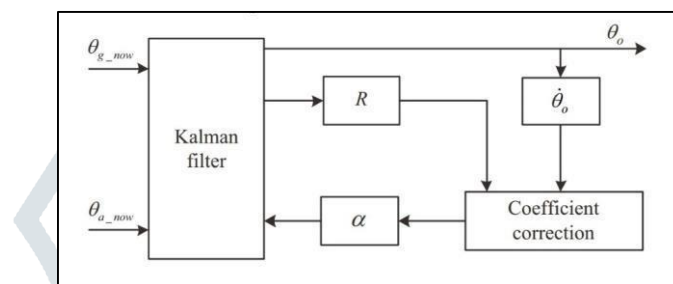 θg_now
θo
R
θ̇o
Kalman
filter
θa_now
α
Coefficient
correction